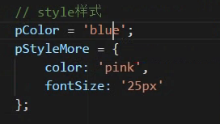 // style样式
pColor = 'blue';
pStyleMore = {
    color: 'pink',
    fontSize: '25px'
};